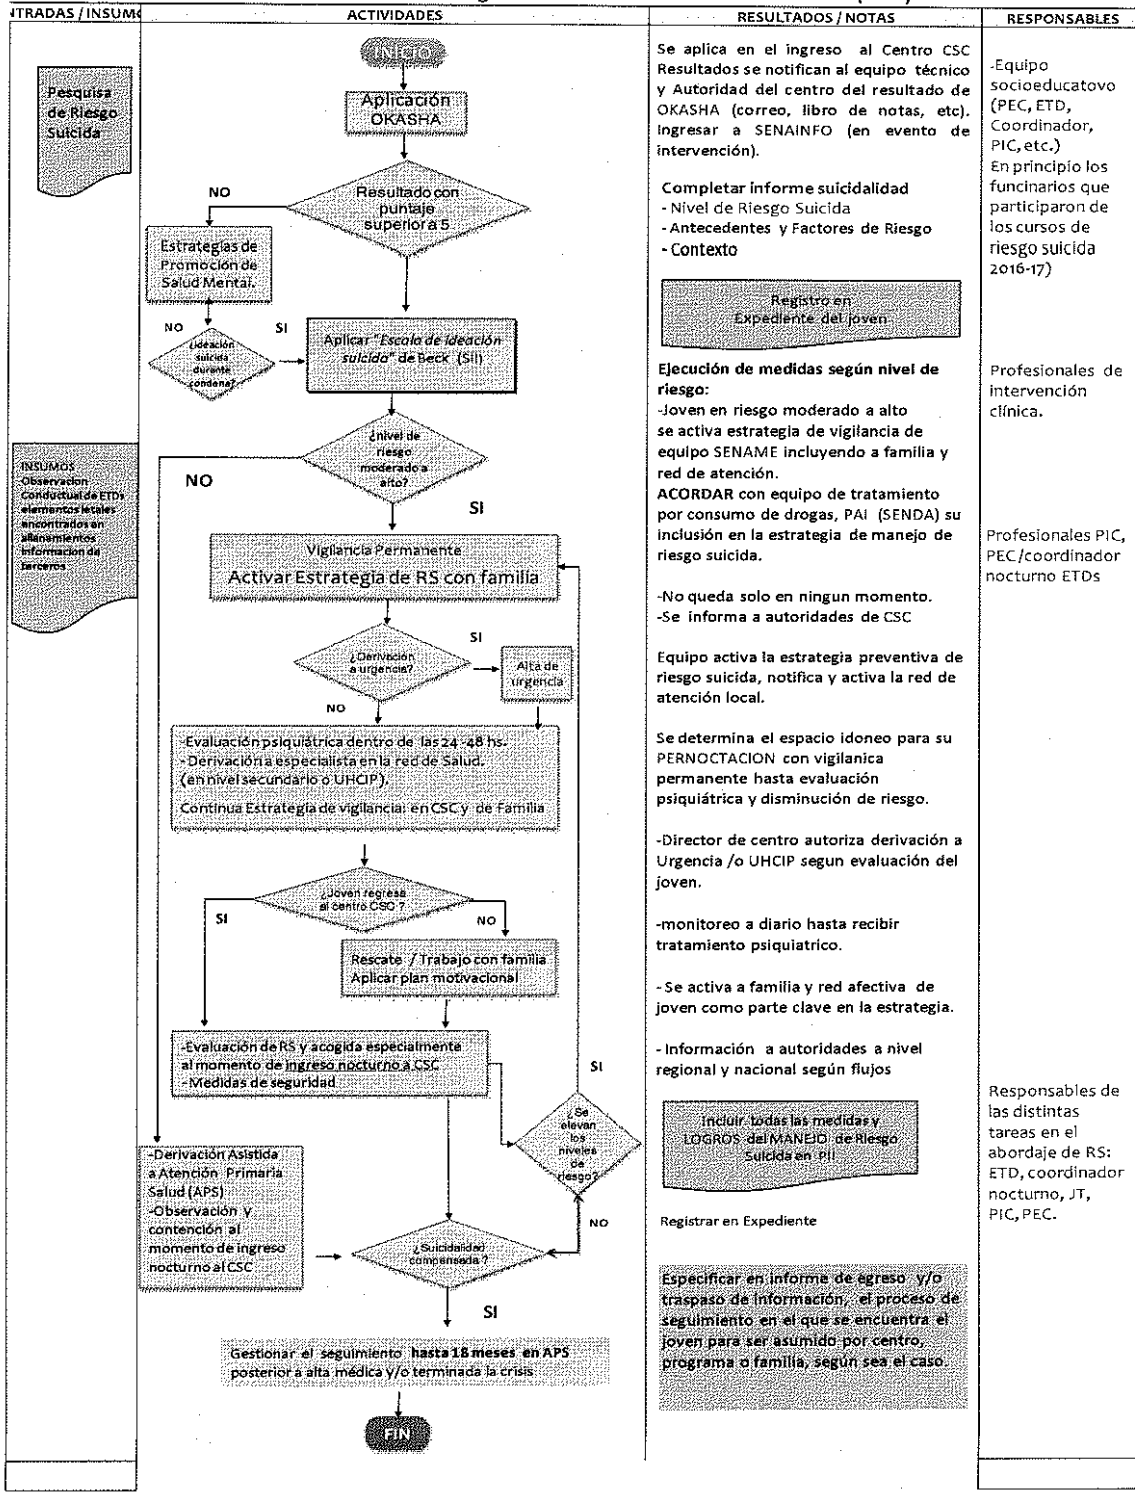 ACTIVIDADES
RESULTADOS / NOTAS
RESPONSABLES
INICIO
Pesquisa
de Riesgo
Suicida
Aplicación
OKASHA
Resultado con
puntaje
superior a 5
NO
Estrategias de
Promoción de
Salud Mental.
NO
SI
¿Ideación
suicida
durante
condena?
Aplicar "Escala de ideación
suicida" de Beck (SII)
¿nivel de
riesgo
moderado a
alto?
NO
SI
INSUMOS
Observacion
Conductual de ETDs
elementos letales
encontrados en
allanamientos
Informacion de
terceros
Vigilancia Permanente
Activar Estrategia de RS con familia
SI
¿Derivación
a urgencia?
Alta de
urgencia
NO
-Evaluación psiquiátrica dentro de las 24 -48 hs.
-Derivación a especialista en la red de Salud.
(en nivel secundario o UHCIP).
Continua Estrategia de vigilancia: en CSC y de Familia
¿Joven regresa
al centro CSC ?
SI
NO
Rescate / Trabajo con familia
Aplicar plan motivacional
-Evaluación de RS y acogida especialmente
al momento de ingreso nocturno a CSC
- Medidas de seguridad
SI
¿Se
elevan
los
niveles
de
riesgo?
NO
-Derivación Asistida
a Atención Primaria
Salud (APS)
-Observación y
contención al
momento de ingreso
nocturno al CSC
¿Suicidalidad
compensada ?
SI
Gestionar el seguimiento hasta 18 meses en APS
posterior a alta médica y/o terminada la crisis
FIN
Se aplica en el ingreso al Centro CSC
Resultados se notifican al equipo técnico
y Autoridad del centro del resultado de
OKASHA (correo, libro de notas, etc).
Ingresar a SENAINFO (en evento de
intervención).
Completar informe suicidalidad
- Nivel de Riesgo Suicida
- Antecedentes y Factores de Riesgo
- Contexto
Registro en
Expediente del joven
Ejecución de medidas según nivel de
riesgo:
-Joven en riesgo moderado a alto
se activa estrategia de vigilancia de
equipo SENAME incluyendo a familia y
red de atención.
ACORDAR con equipo de tratamiento
por consumo de drogas, PAI (SENDA) su
inclusión en la estrategia de manejo de
riesgo suicida.
-No queda solo en ningun momento.
-Se informa a autoridades de CSC
Equipo activa la estrategia preventiva de
riesgo suicida, notifica y activa la red de
atención local.
Se determina el espacio idoneo para su
PERNOCTACION con vigilanica
permanente hasta evaluación
psiquiátrica y disminución de riesgo.
-Director de centro autoriza derivación a
Urgencia /o UHCIP segun evaluación del
joven.
-monitoreo a diario hasta recibir
tratamiento psiquiatrico.
- Se activa a familia y red afectiva de
joven como parte clave en la estrategia.
- Información a autoridades a nivel
regional y nacional según flujos
Incluir todas las medidas y
LOGROS del MANEJO de Riesgo
Suicida en PII
Registrar en Expediente
Especificar en informe de egreso y/o
traspaso de información, el proceso de
seguimiento en el que se encuentra el
joven para ser asumido por centro,
programa o familia, según sea el caso.
-Equipo
socioeducatovo
(PEC, ETD,
Coordinador,
PIC, etc.)
En principio los
funcinarios que
participaron de
los cursos de
riesgo suicida
2016-17)
Profesionales de
intervención
clínica.
Profesionales PIC,
PEC/coordinador
nocturno ETDs
Responsables de
las distintas
tareas en el
abordaje de RS:
ETD, coordinador
nocturno, JT,
PIC, PEC.